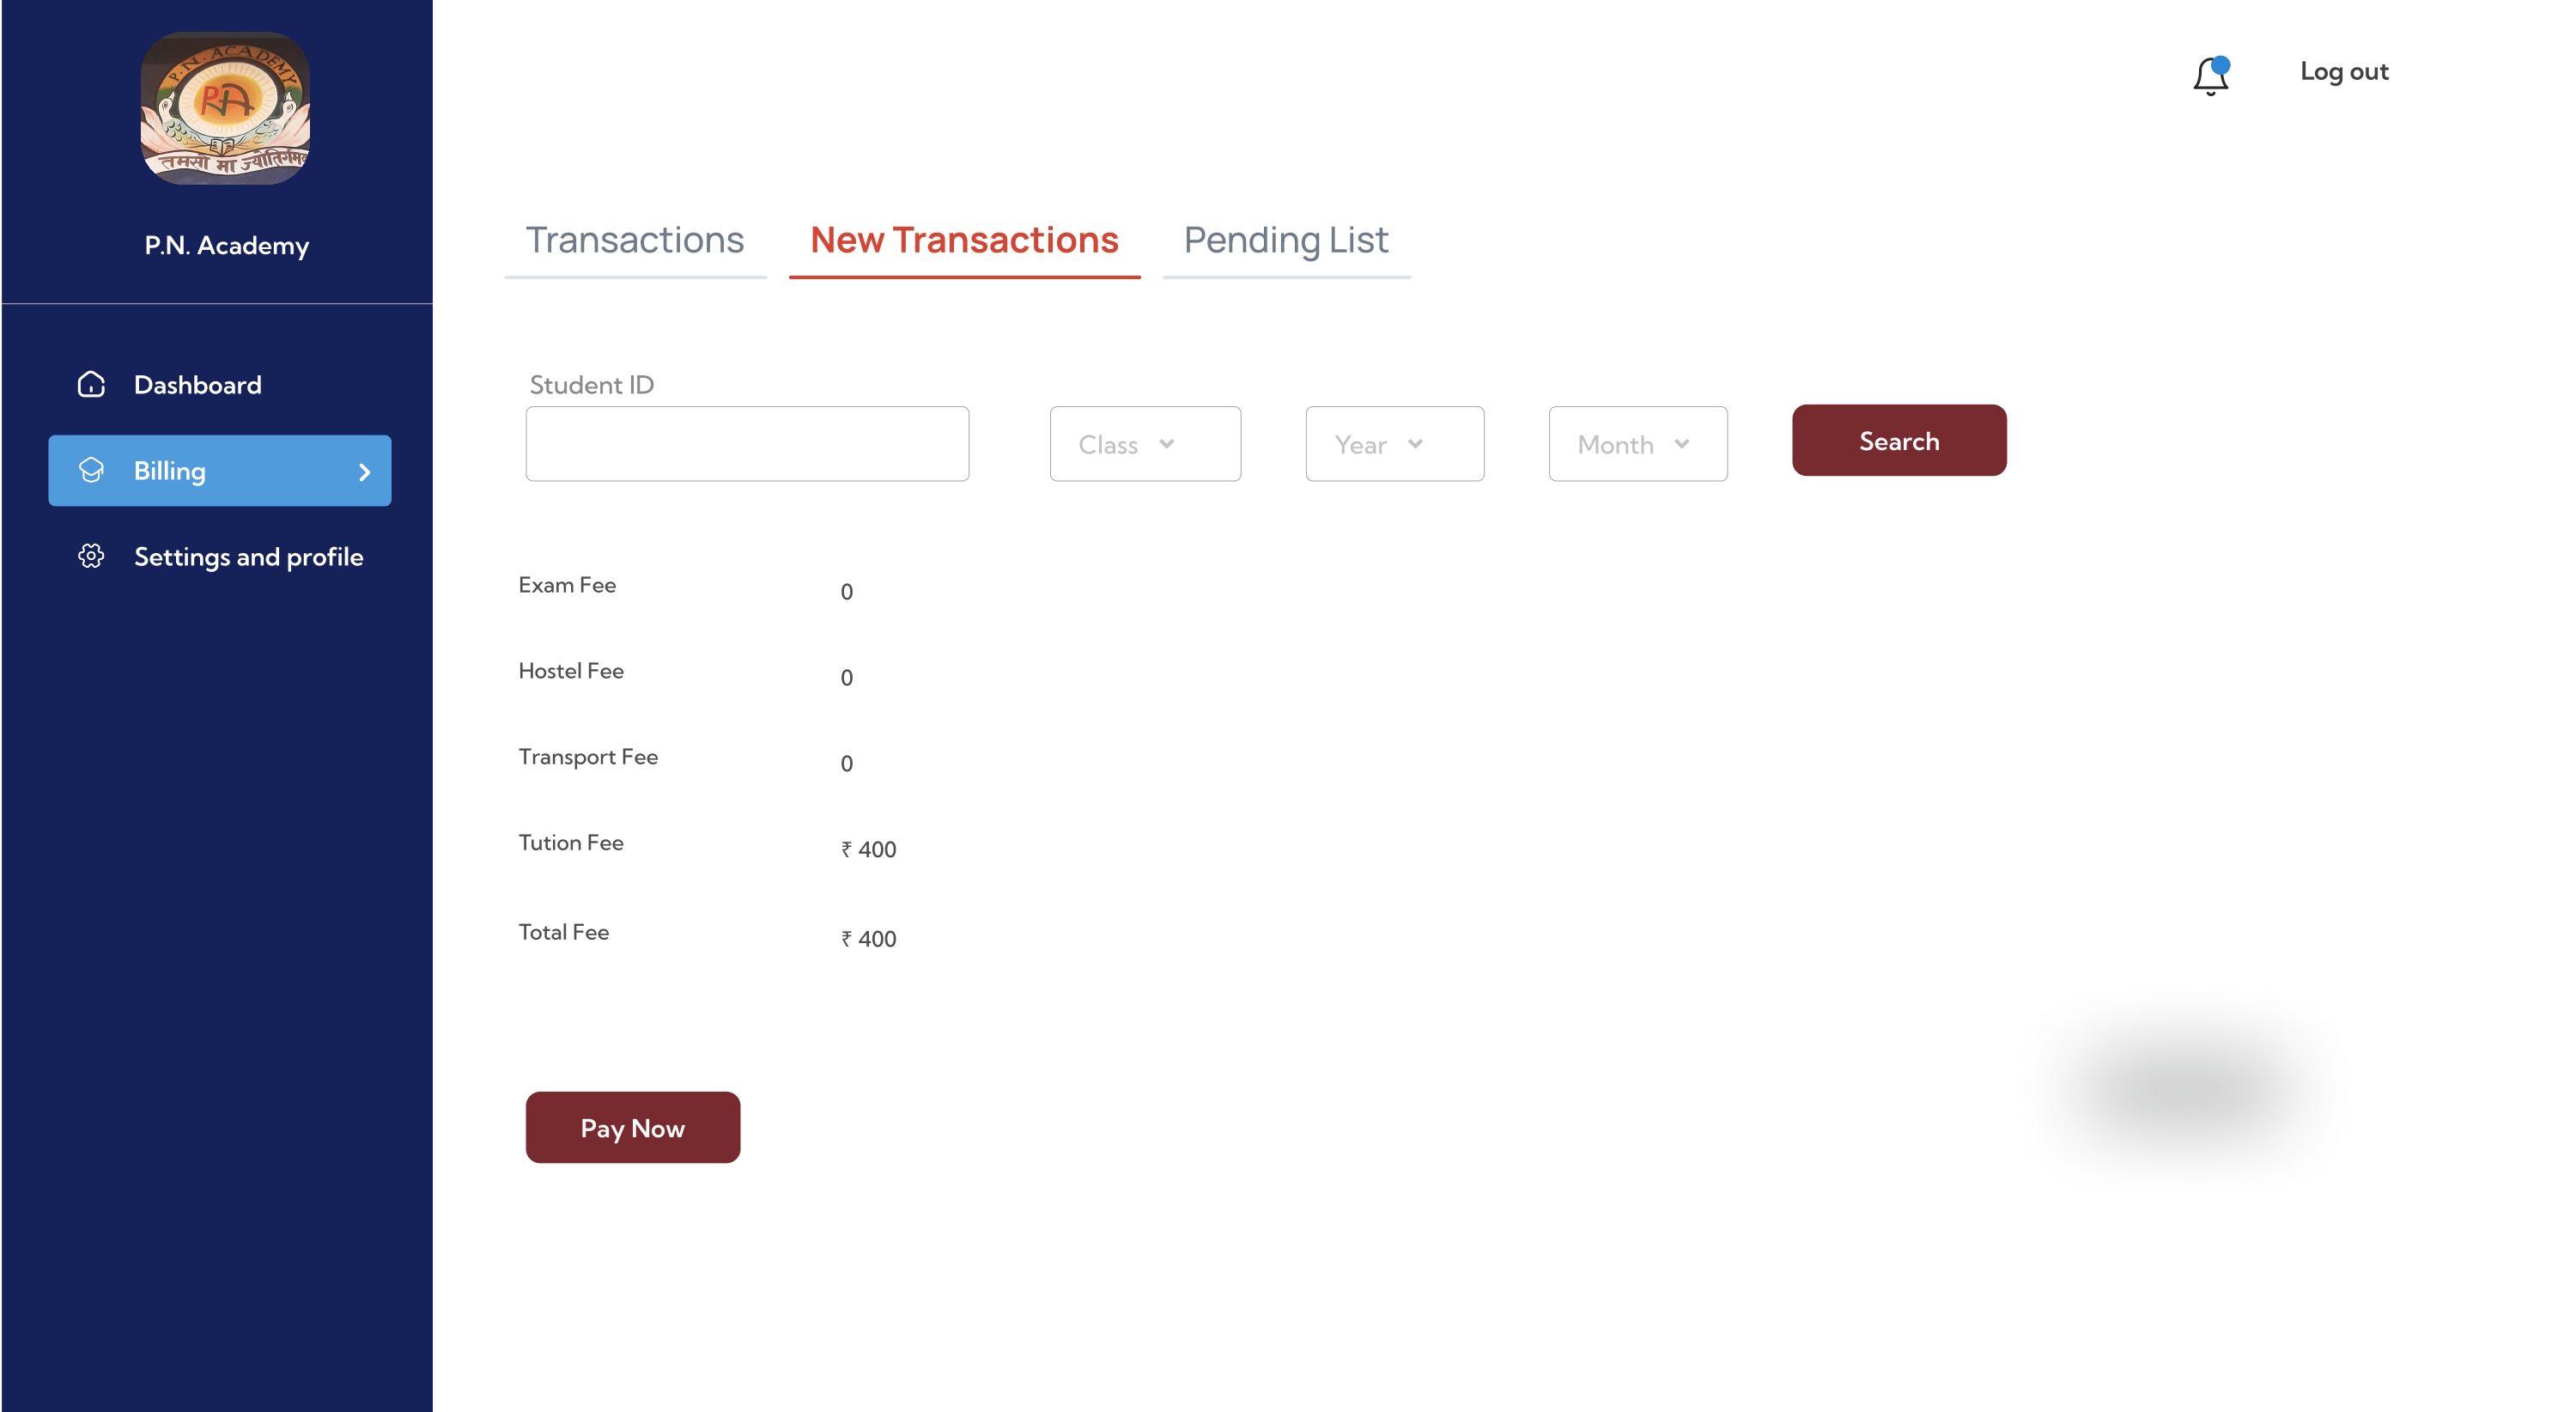 P.N. ACADEMY
PNA
तमसो मा ज्योतिर्गमय
P.N. Academy
Dashboard
Billing
Settings and profile
Log out
Transactions
New Transactions
Pending List
Student ID
Class
Year
Month
Search
Exam Fee 0
Hostel Fee 0
Transport Fee 0
Tution Fee ₹ 400
Total Fee ₹ 400
Pay Now